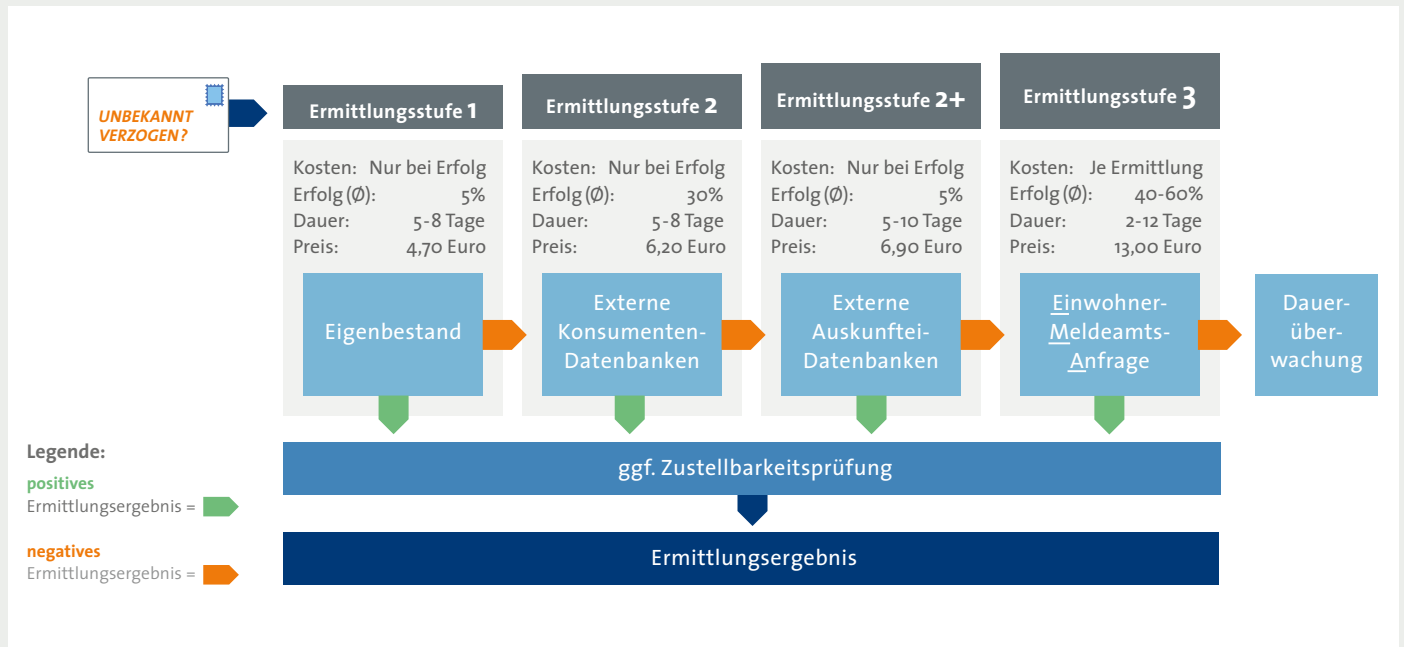 UNBEKANNT
VERZOGEN?
Ermittlungsstufe 1
Kosten: Nur bei Erfolg
Erfolg (Ø): 5%
Dauer: 5-8 Tage
Preis: 4,70 Euro
Eigenbestand
Ermittlungsstufe 2
Kosten: Nur bei Erfolg
Erfolg (Ø): 30%
Dauer: 5-8 Tage
Preis: 6,20 Euro
Externe
Konsumenten-
Datenbanken
Ermittlungsstufe 2+
Kosten: Nur bei Erfolg
Erfolg (Ø): 5%
Dauer: 5-10 Tage
Preis: 6,90 Euro
Externe
Auskunftei-
Datenbanken
Ermittlungsstufe 3
Kosten: Je Ermittlung
Erfolg (Ø): 40-60%
Dauer: 2-12 Tage
Preis: 13,00 Euro
Einwohner-
Meldeamts-
Anfrage
Dauer-
über-
wachung
ggf. Zustellbarkeitsprüfung
Ermittlungsergebnis
Legende:
positives
Ermittlungsergebnis =
negatives
Ermittlungsergebnis =